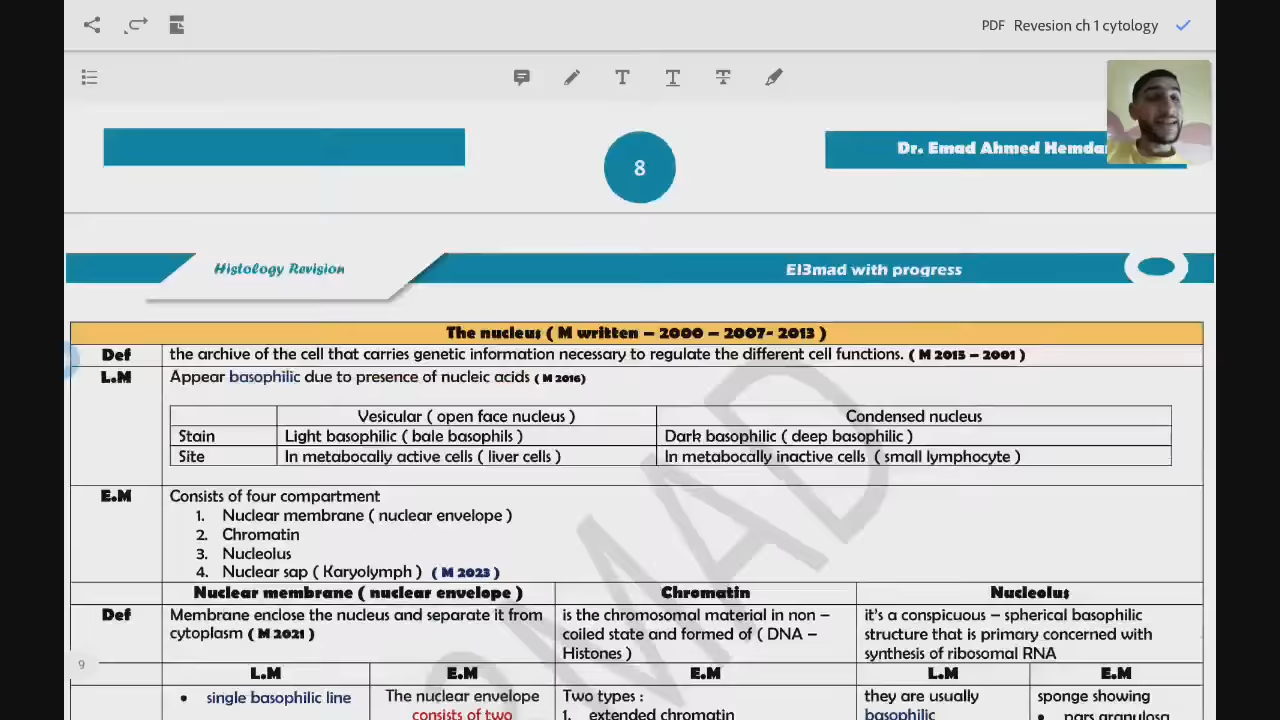 PDF Revesion ch 1 cytology
8
Dr. Emad Ahmed
Histology Revision
El3mad with progress
The nucleus ( M written – 2000 – 2007- 2013 )
Def the archive of the cell that carries genetic information necessary to regulate the different cell functions. ( M 2015 – 2001 )
L.M Appear basophilic due to presence of nucleic acids ( M 2016)
Vesicular ( open face nucleus ) Condensed nucleus
Stain Light basophilic ( bale basophils ) Dark basophilic ( deep basophilic )
Site In metabocally active cells ( liver cells ) In metabocally inactive cells ( small lymphocyte )
E.M Consists of four compartment
1. Nuclear membrane ( nuclear envelope )
2. Chromatin
3. Nucleolus
4. Nuclear sap ( Karyolymph ) ( M 2023 )
Nuclear membrane ( nuclear envelope ) Chromatin Nucleolus
Def Membrane enclose the nucleus and separate it from is the chromosomal material in non – it's a conspicuous – spherical basophilic
cytoplasm ( M 2021 ) coiled state and formed of ( DNA – structure that is primary concerned with
Histones ) synthesis of ribosomal RNA
9
L.M E.M E.M L.M E.M
• single basophilic line The nuclear envelope Two types : they are usually sponge showing
consists of two 1. extended chromatin basophilic • pars granulosa